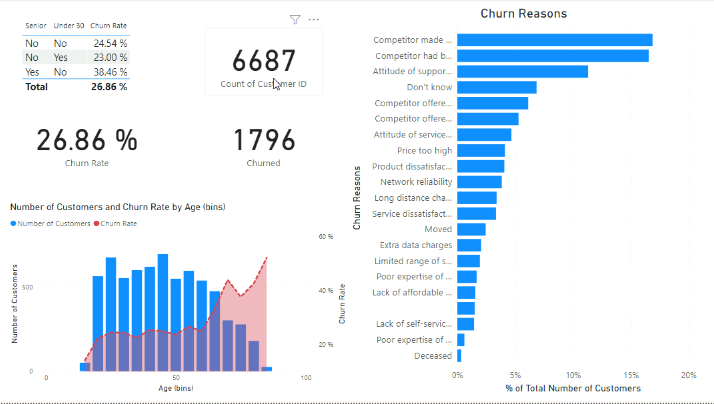 Churn Reasons
Senior Under 30 Churn Rate
No No 24.54 %
No Yes 23.00 %
Yes No 38.46 %
Total 26.86 %
6687
Count of Customer ID
26.86 %
Churn Rate
1796
Churned
Number of Customers and Churn Rate by Age (bins)
Number of Customers Churn Rate
Number of Customers
500
0
60 %
40 %
20 %
Churn Rate
0 50 100
Age (bins)
Churn Reasons
Competitor made ...
Competitor had b...
Attitude of suppor...
Don't know
Competitor offere...
Competitor offere...
Attitude of service...
Price too high
Product dissatisfac...
Network reliability
Long distance cha...
Service dissatisfact...
Moved
Extra data charges
Limited range of s...
Poor expertise of ...
Lack of affordable ...
Lack of self-servic...
Poor expertise of ...
Deceased
0% 5% 10% 15% 20%
% of Total Number of Customers